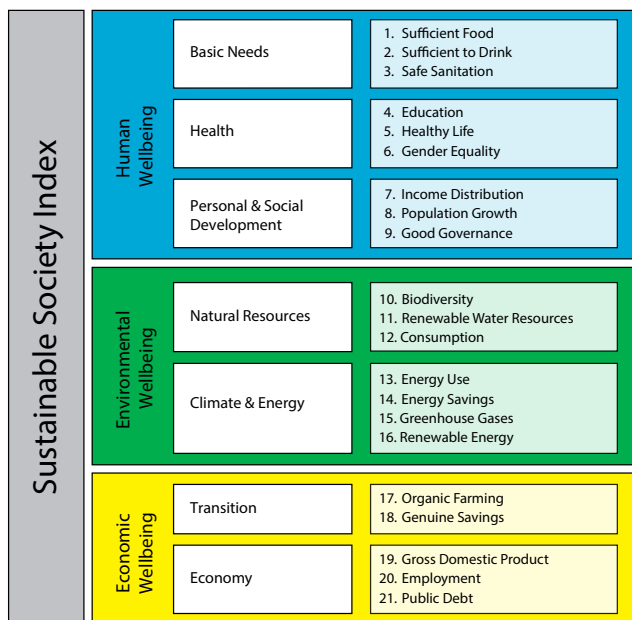 Sustainable Society Index
Human
Wellbeing
Basic Needs
1. Sufficient Food
2. Sufficient to Drink
3. Safe Sanitation
Health
4. Education
5. Healthy Life
6. Gender Equality
Personal & Social
Development
7. Income Distribution
8. Population Growth
9. Good Governance
Environmental
Wellbeing
Natural Resources
10. Biodiversity
11. Renewable Water Resources
12. Consumption
Climate & Energy
13. Energy Use
14. Energy Savings
15. Greenhouse Gases
16. Renewable Energy
Economic
Wellbeing
Transition
17. Organic Farming
18. Genuine Savings
Economy
19. Gross Domestic Product
20. Employment
21. Public Debt